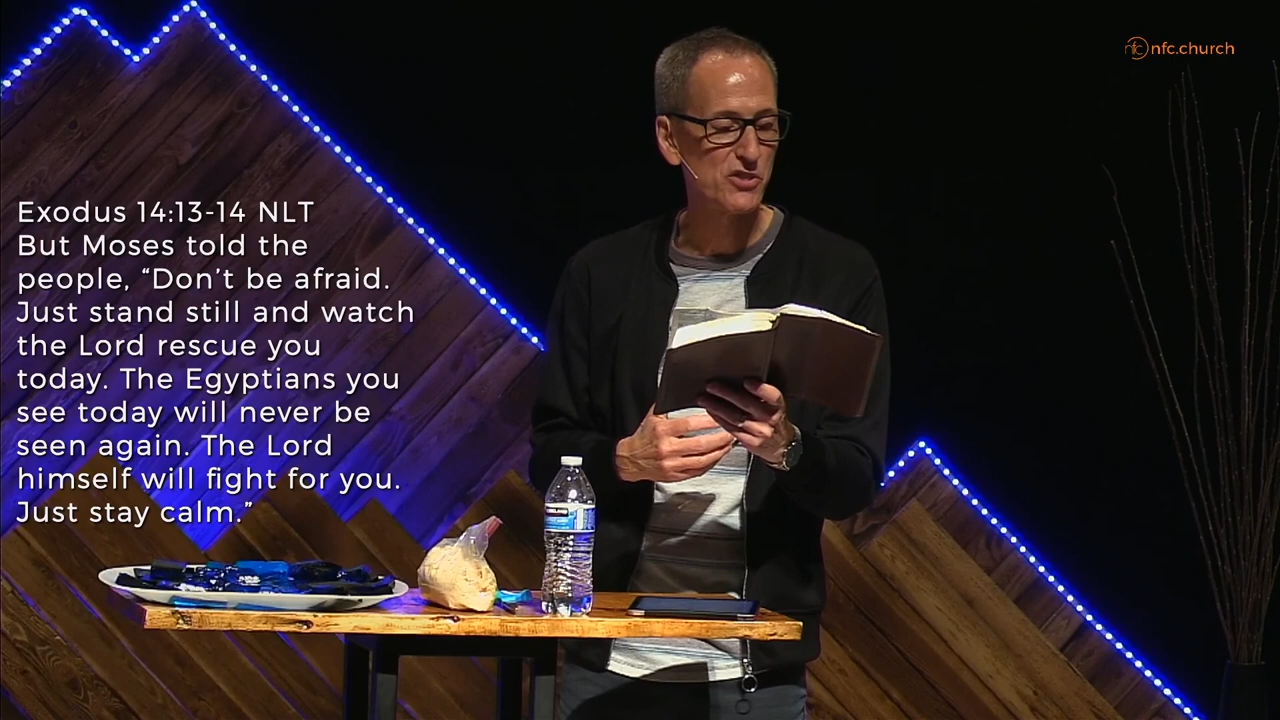 nfc.church
Exodus 14:13-14 NLT
But Moses told the
people, “Don’t be afraid.
Just stand still and watch
the Lord rescue you
today. The Egyptians you
see today will never be
seen again. The Lord
himself will fight for you.
Just stay calm.”